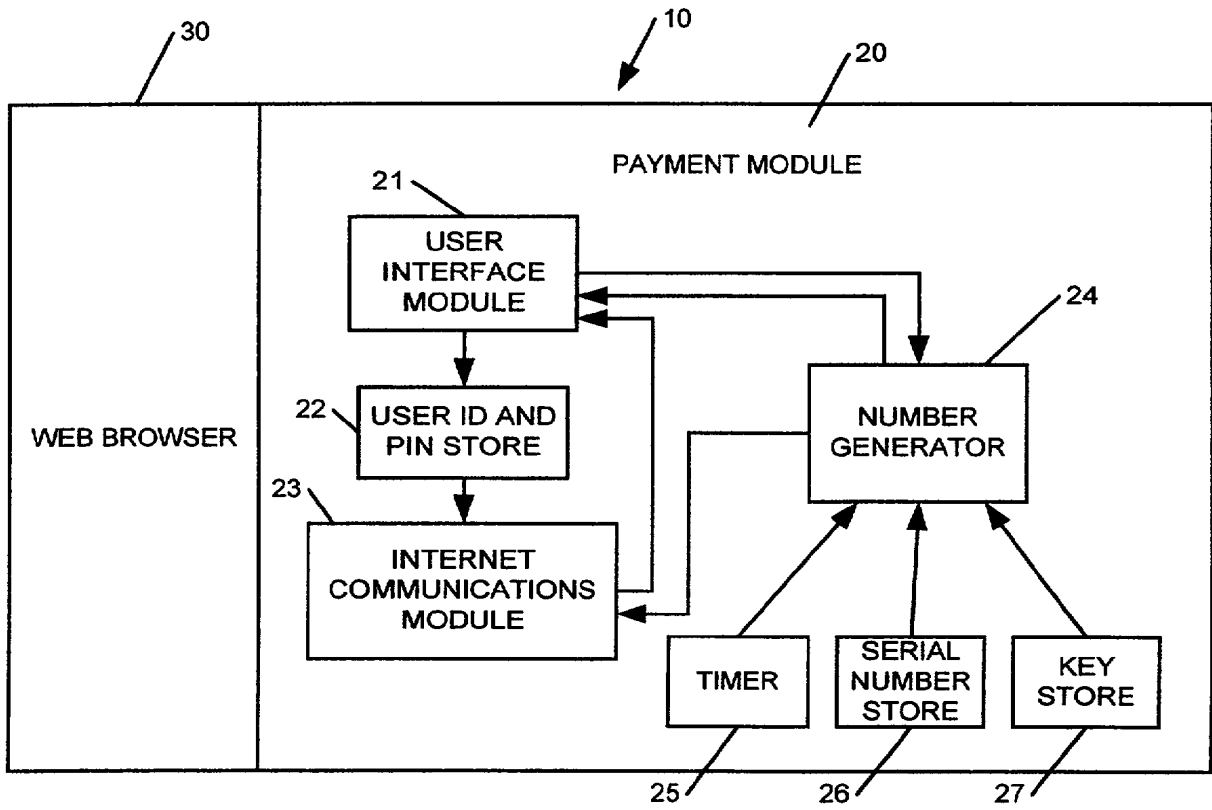 30
10
20
PAYMENT MODULE
21
USER
INTERFACE
MODULE
24
22
USER ID AND
PIN STORE
NUMBER
GENERATOR
WEB BROWSER
23
INTERNET
COMMUNICATIONS
MODULE
TIMER
SERIAL
NUMBER
STORE
KEY
STORE
25
26
27